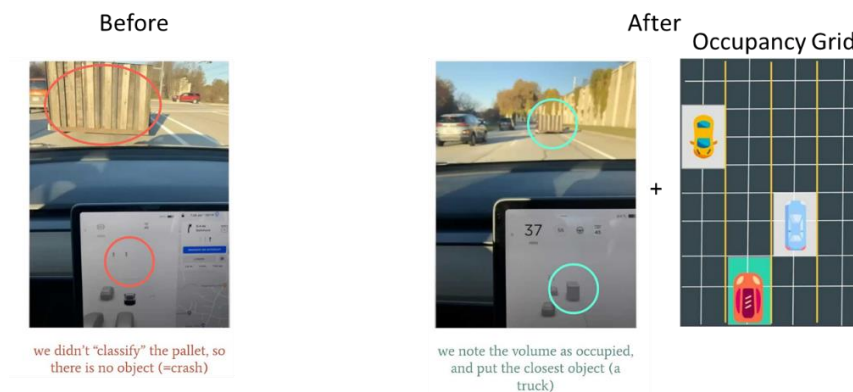 Before
After
Occupancy Grid
37
+
we didn't "classify" the pallet, so
there is no object (=crash)
we note the volume as occupied,
and put the closest object (a
truck)